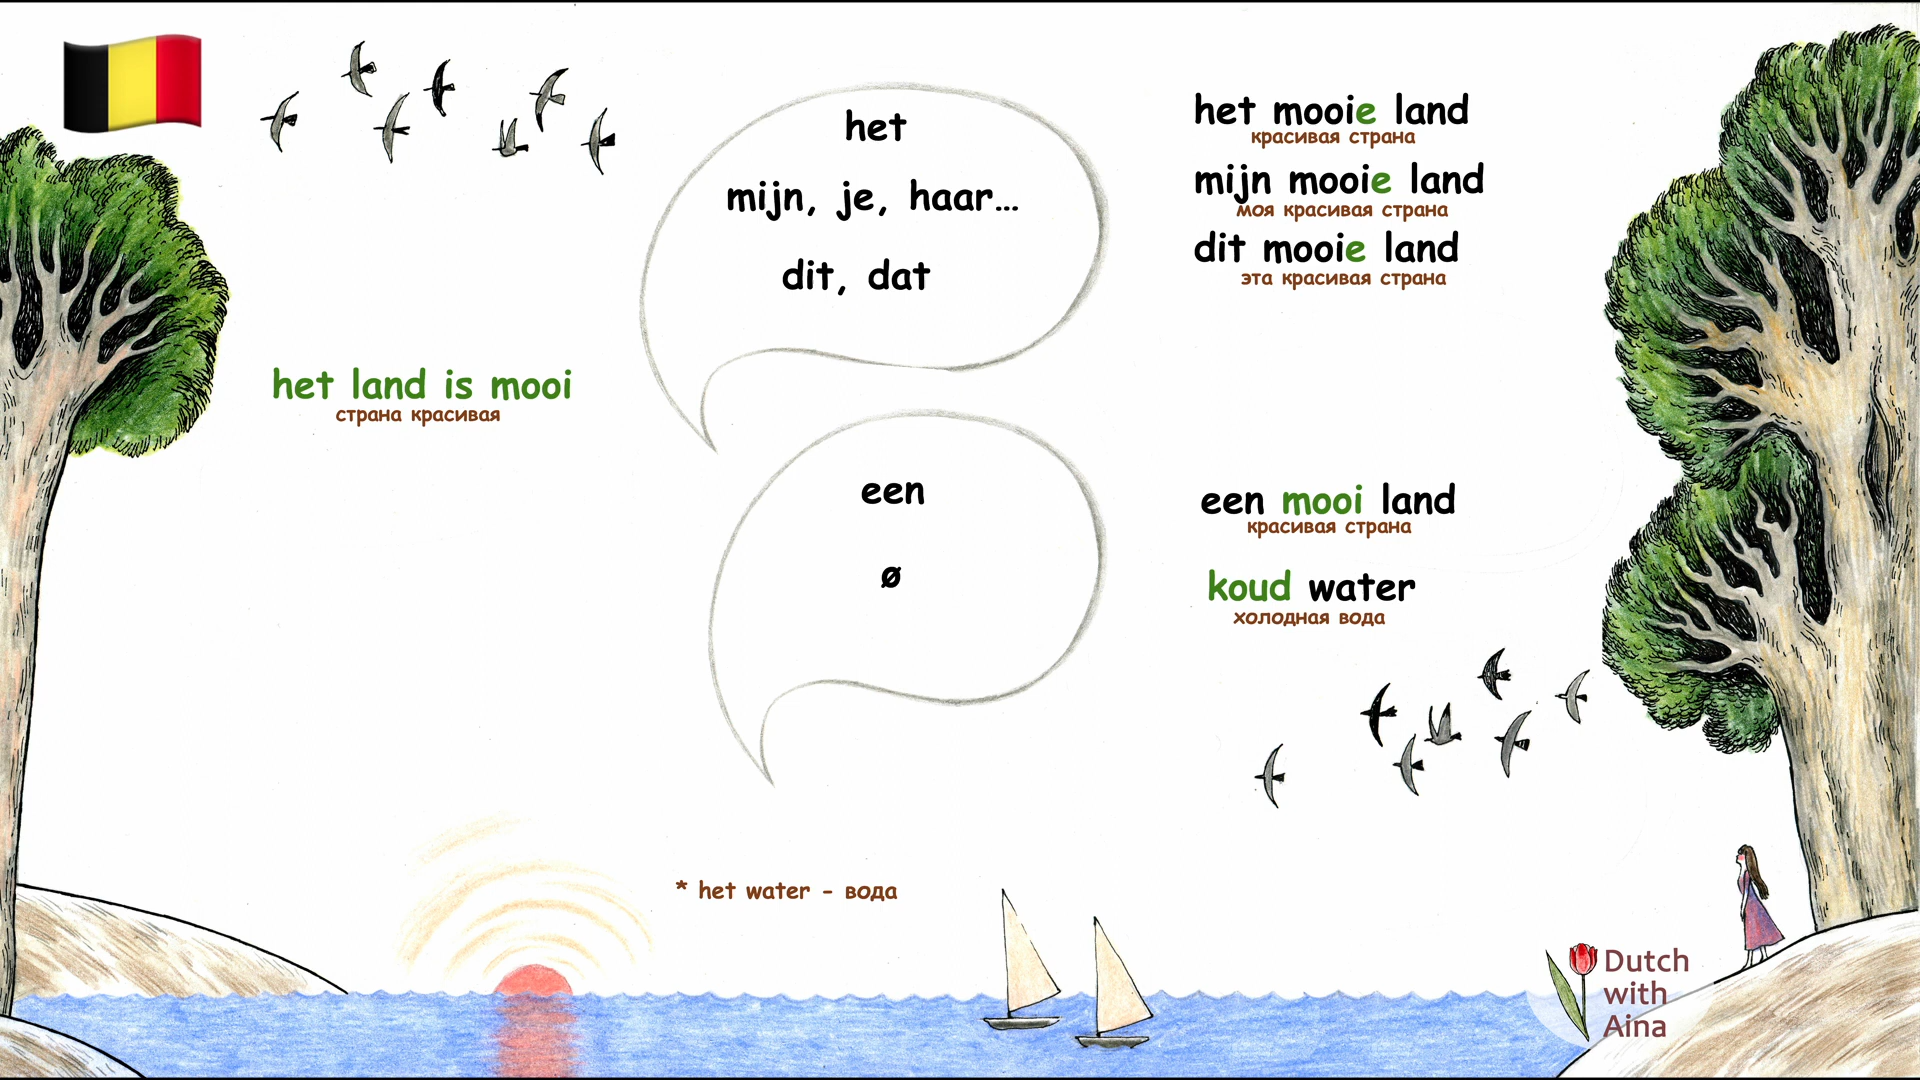 het
mijn, je, haar...
dit, dat
het mooie land
красивая страна
mijn mooie land
моя красивая страна
dit mooie land
эта красивая страна
het land is mooi
страна красивая
een
ø
een mooi land
красивая страна
koud water
холодная вода
* het water - вода
Dutch
with
Aina